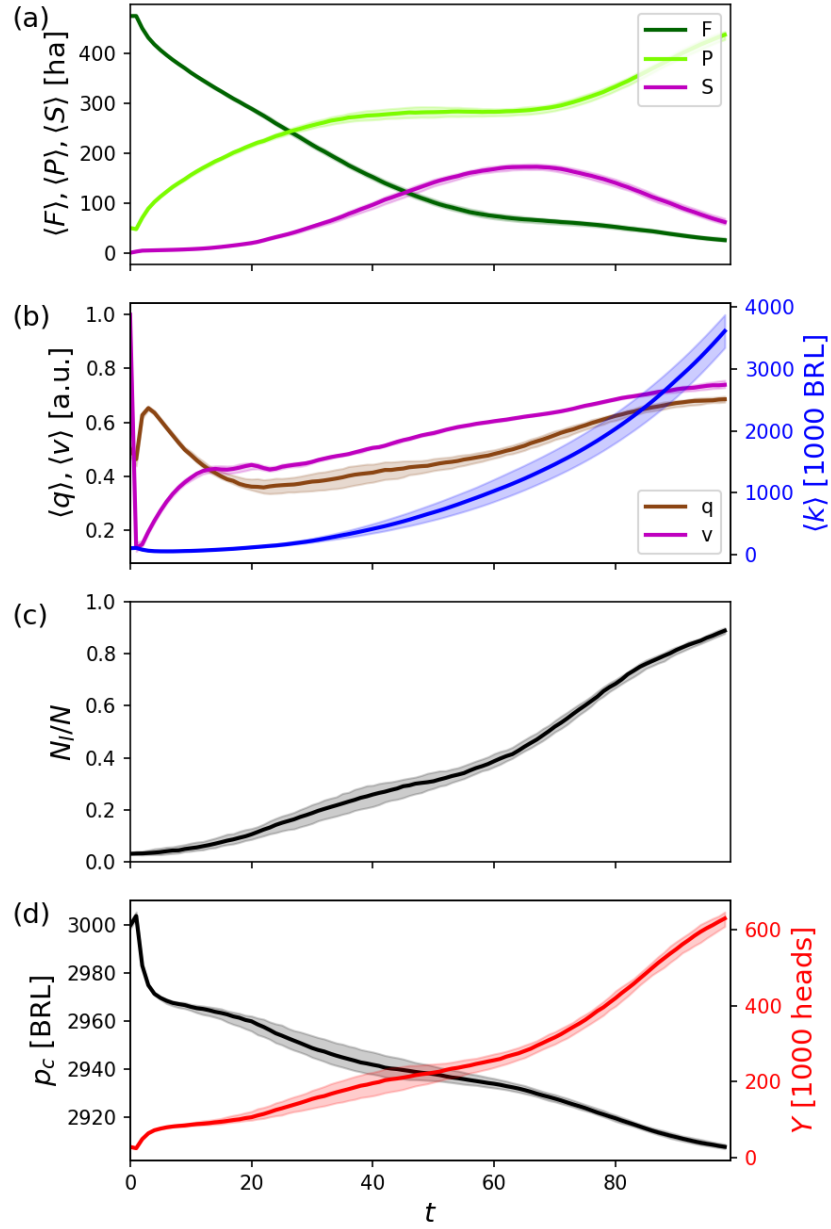 (a)
⟨F⟩, ⟨P⟩, ⟨S⟩ [ha]
400
300
200
100
0
F
P
S
(b)
⟨q⟩, ⟨v⟩ [a.u.]
1.0
0.8
0.6
0.4
0.2
q
v
4000
3000
2000
1000
0
⟨k⟩ [1000 BRL]
(c)
N_I/N
1.0
0.8
0.6
0.4
0.2
0.0
(d)
p_c [BRL]
3000
2980
2960
2940
2920
600
400
200
0
Y [1000 heads]
0 20 40 60 80
t